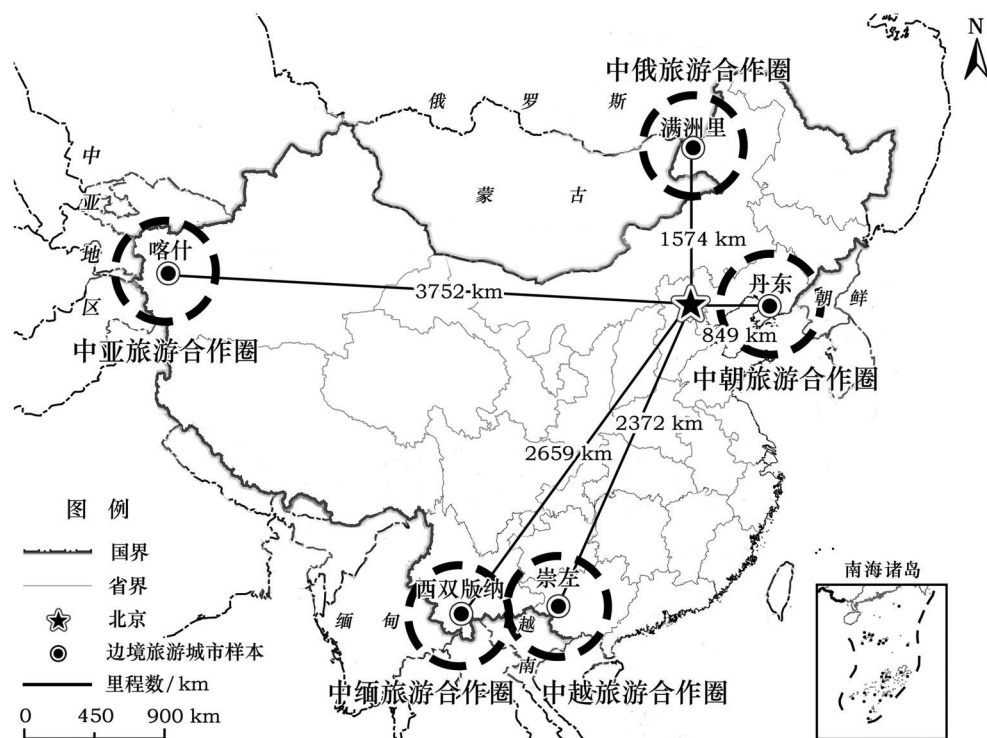 N
中俄旅游合作圈
俄罗斯
满洲里
中亚地区
蒙古
喀什
1574 km
丹东
朝鲜
3752 km
849 km
中亚旅游合作圈
中朝旅游合作圈
2372 km
2659 km
图例
国界
省界
北京
边境旅游城市样本
里程数/km
0 450 900 km
西双版纳
崇左
缅甸
越南
中缅旅游合作圈
中越旅游合作圈
南海诸岛